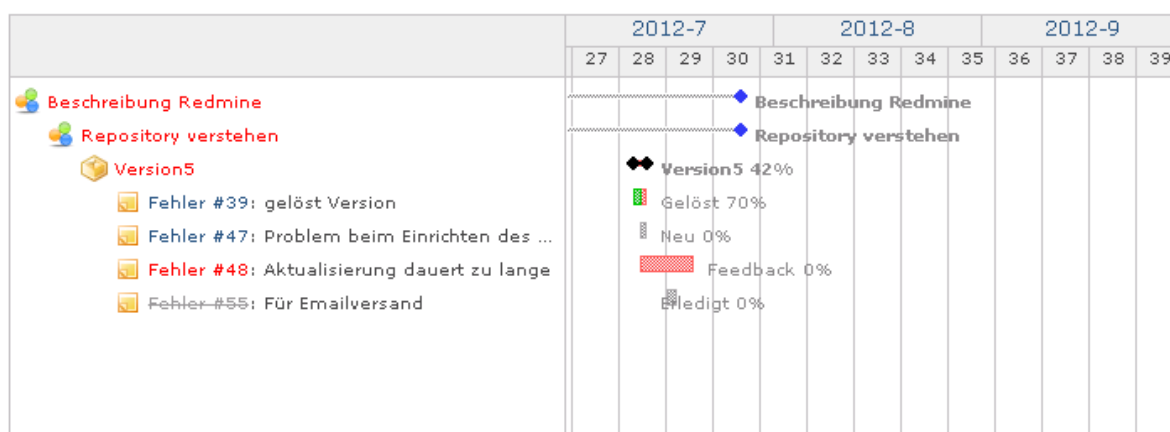 2012-7 2012-8 2012-9
27 28 29 30 31 32 33 34 35 36 37 38 39
Beschreibung Redmine Beschreibung Redmine
Repository verstehen Repository verstehen
Version5 Version5 42%
Fehler #39: gelöst Version Gelöst 70%
Fehler #47: Problem beim Einrichten des ... Neu 0%
Fehler #48: Aktualisierung dauert zu lange Feedback 0%
Fehler #55: Für Emailversand Erledigt 0%